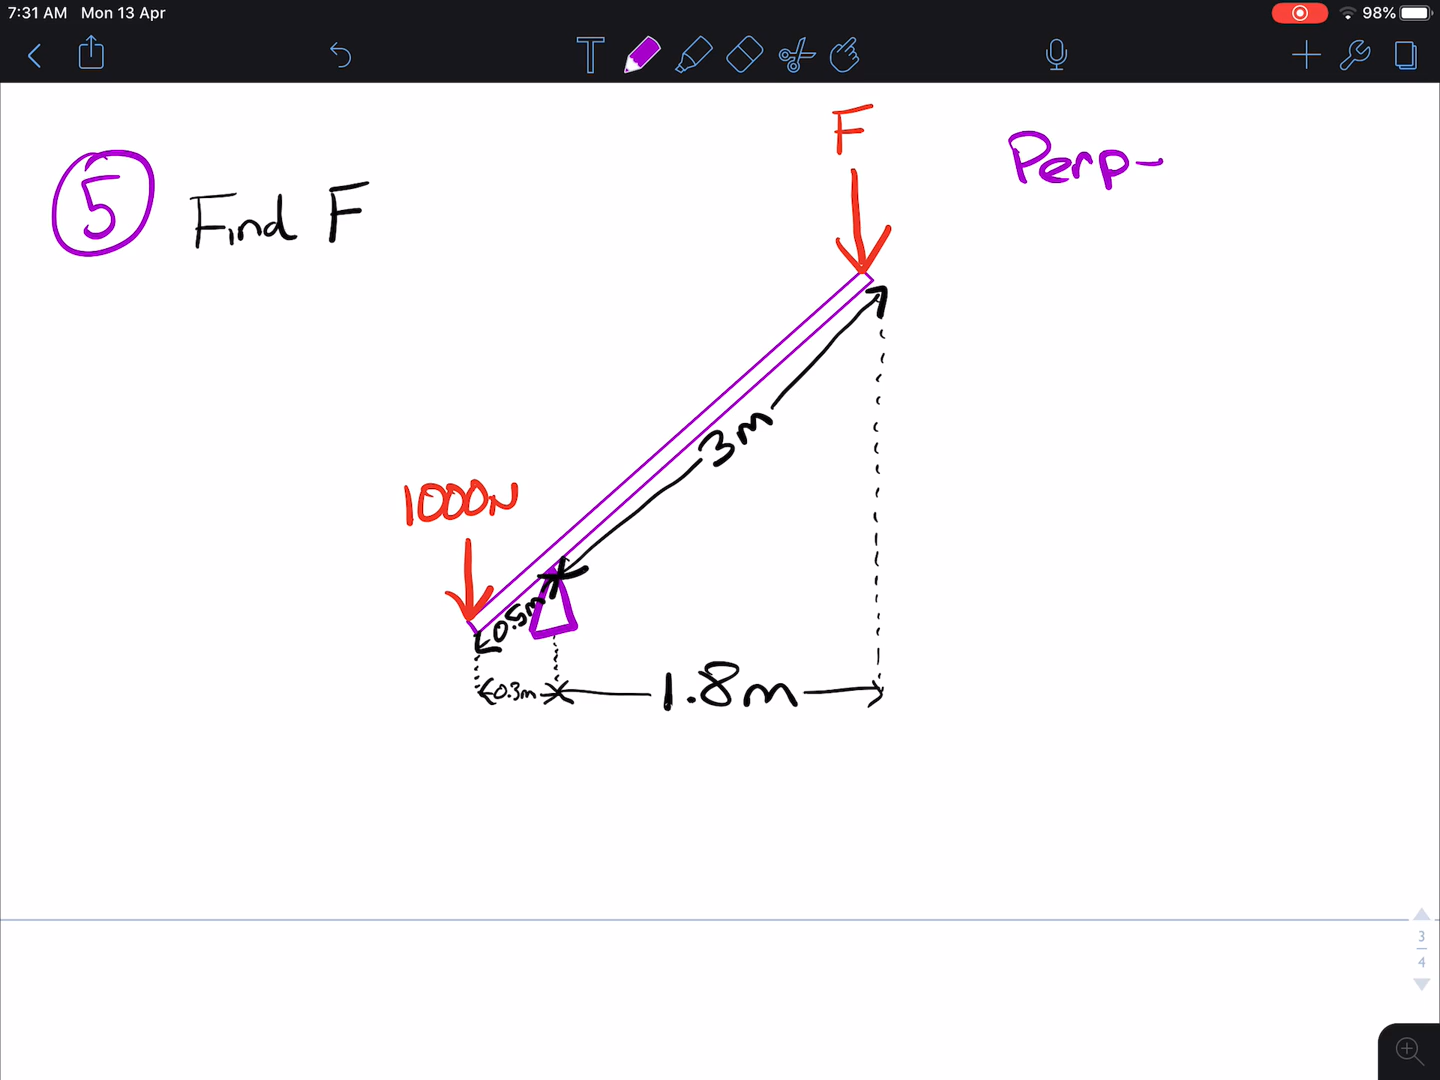 7:31 AM Mon 13 Apr
98%
T
F
Perp-
5 Find F
3m
1000N
0.5m
0.3m
1.8m
3
4